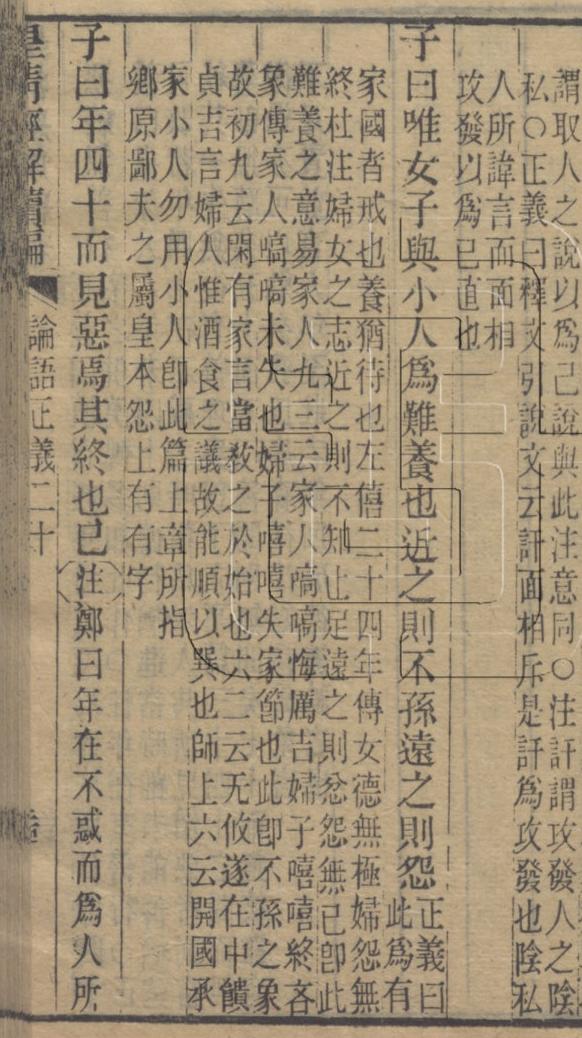 謂取人之說以爲己說與此注意同○注訐謂攻發人之陰
私○正義曰釋文引說文云訐面相斥是訐爲攻發也陰私
人所諱言而面相
攻發以爲己直也
子曰唯女子與小人爲難養也近之則不孫遠之則怨
正義曰
此爲有
家國者戒也養猶待也左僖二十四年傳女德無極婦怨無
終杜注婦女之志近之則不知止足遠之則忿怨無已卽此
難養之意易家人九三云家人嗃嗃悔厲吉婦子嘻嘻終吝
象傳家人嗃嗃未失也婦子嘻嘻失家節也此卽不孫之象
故初九云閑有家言當敎之於始也六二云无攸遂在中饋
貞吉言婦人惟酒食之議故能順以巽也師上六云開國承
家小人勿用小人卽此篇上章所指
鄉原鄙夫之屬皇本怨上有有字
子曰年四十而見惡焉其終也已
注鄭曰年在不惑而爲人所
皇淸經解續編
論語正義二十